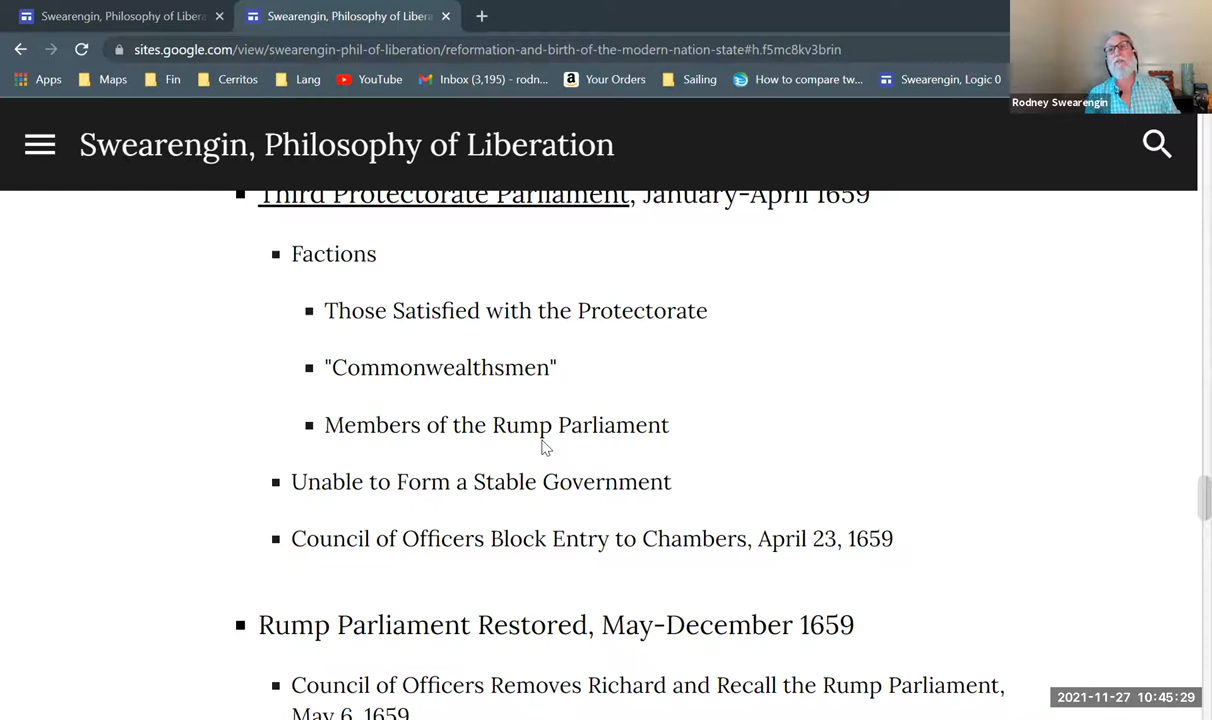 Swearengin, Philosophy of Libera
Swearengin, Philosophy of Libera
sites.google.com/view/swearengin-phil-of-liberation/reformation-and-birth-of-the-modern-nation-state#h.f5mc8kv3brin
Apps Maps Fin Cerritos Lang YouTube Inbox (3,195) - rodn... Your Orders Sailing How to compare tw... Swearengin, Logic 0
Rodney Swearengin
Swearengin, Philosophy of Liberation
Third Protectorate Parliament, January-April 1659
Factions
Those Satisfied with the Protectorate
"Commonwealthsmen"
Members of the Rump Parliament
Unable to Form a Stable Government
Council of Officers Block Entry to Chambers, April 23, 1659
Rump Parliament Restored, May-December 1659
Council of Officers Removes Richard and Recall the Rump Parliament,
May 6, 1659
2021-11-27 10:45:29